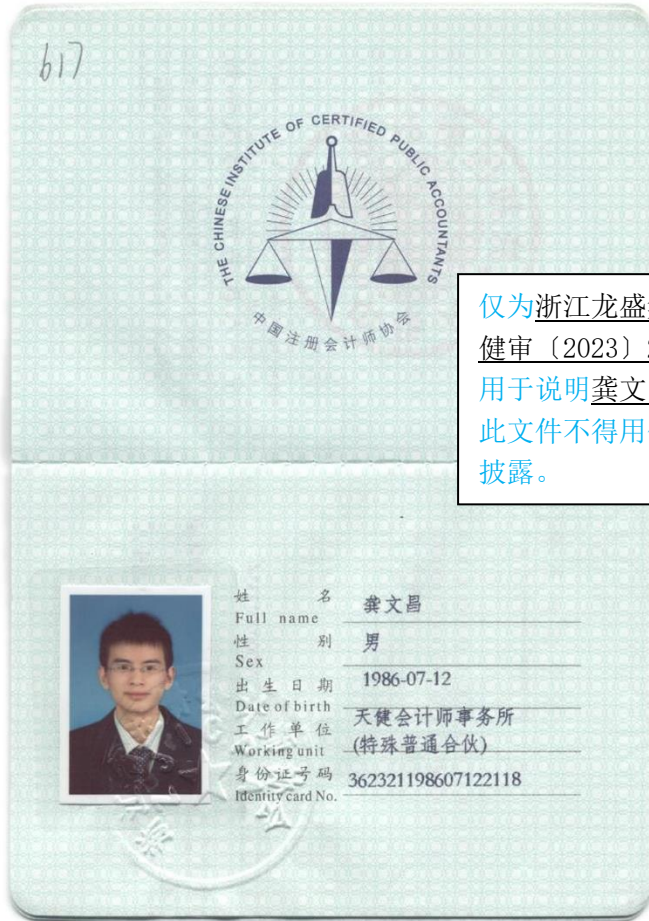 617
THE CHINESE INSTITUTE OF CERTIFIED PUBLIC ACCOUNTANTS
中国注册会计师协会
仅为浙江龙盛
健审〔2023〕
用于说明龚文
此文件不得用
披露。
姓 名 龚文昌
Full name
性 别 男
Sex
出生日期 1986-07-12
Date of birth
工作单位 天健会计师事务所
Working unit (特殊普通合伙)
身份证号码 362321198607122118
Identity card No.